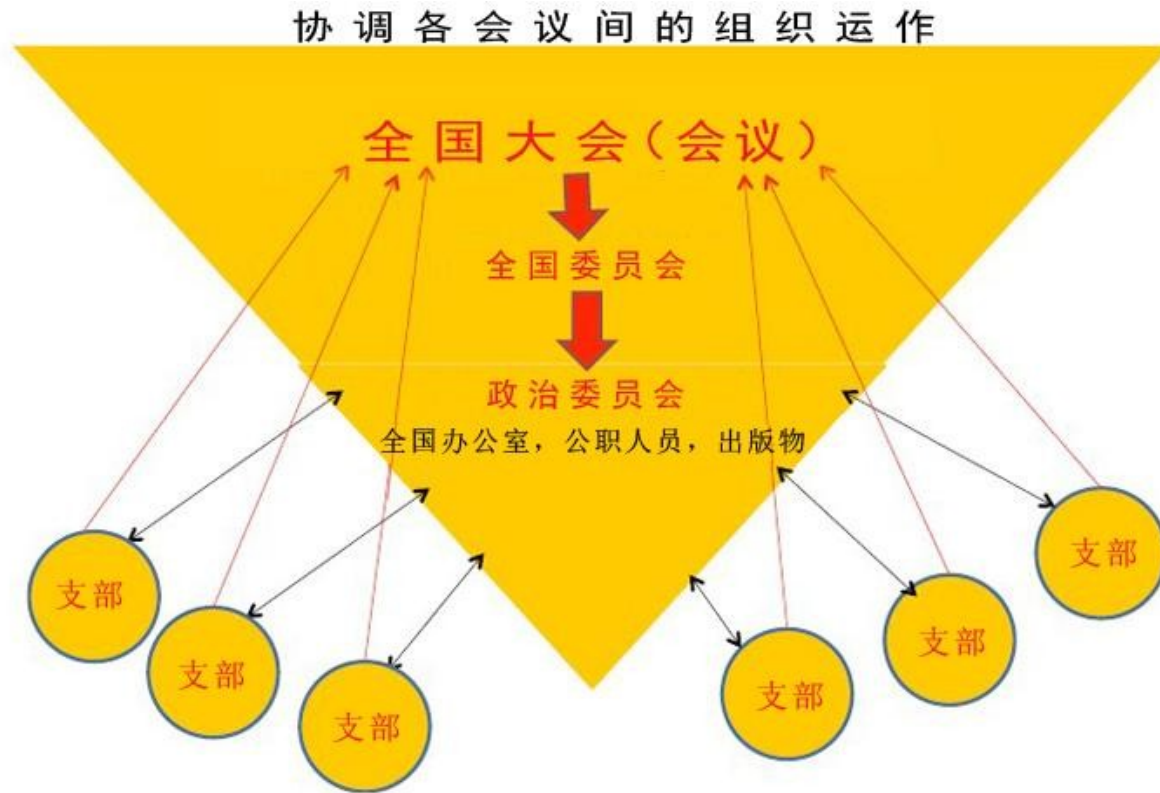 协调各会议间的组织运作
全国大会(会议)
全国委员会
政治委员会
全国办公室，公职人员，出版物
支部
支部
支部
支部
支部
支部